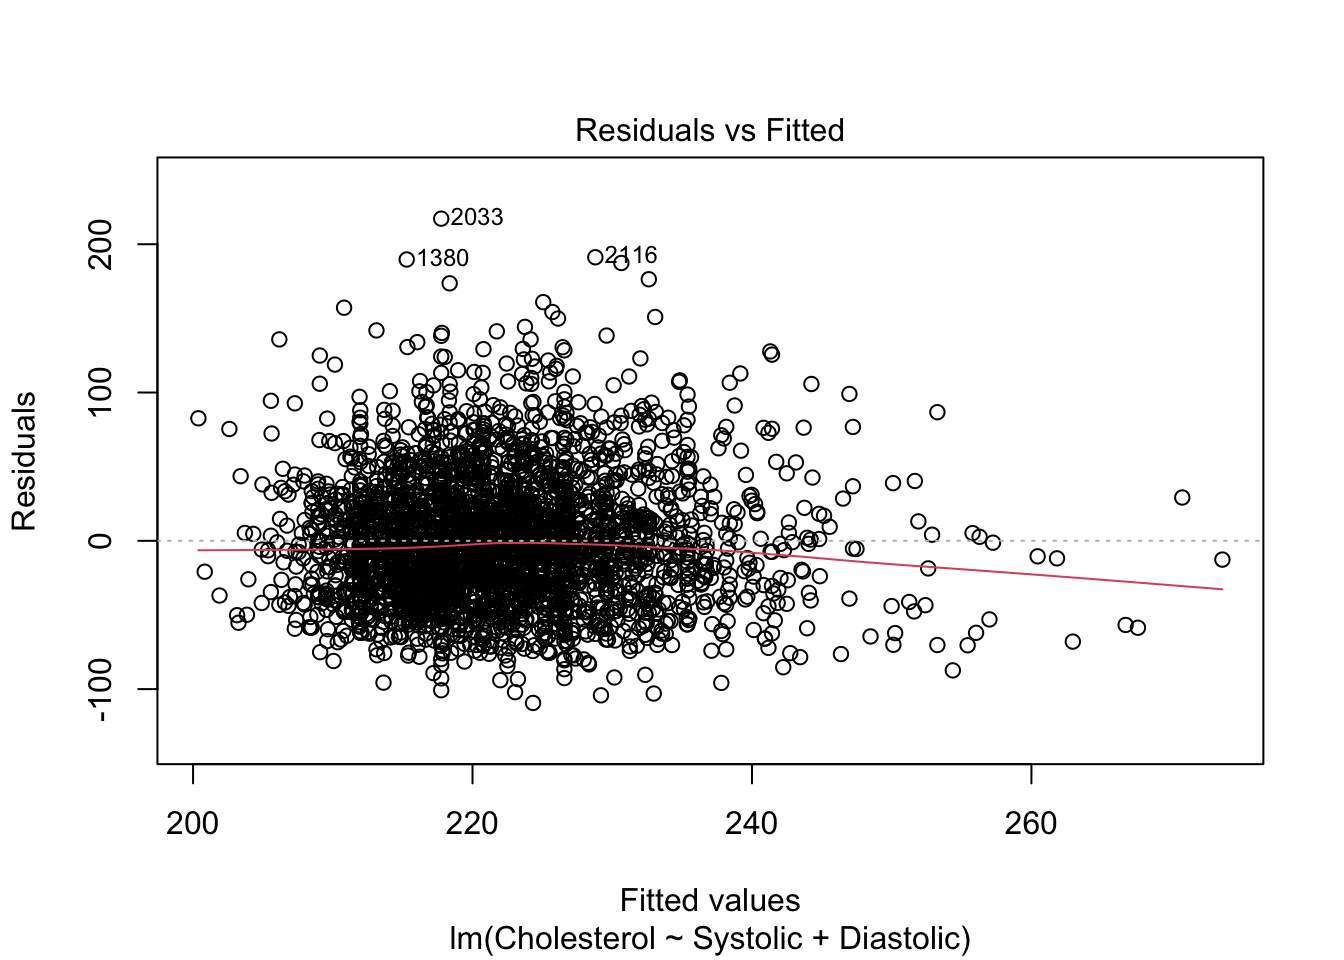 Residuals vs Fitted
Residuals
200
100
0
-100
2033
1380
2116
200
220
240
260
Fitted values
lm(Cholesterol ~ Systolic + Diastolic)